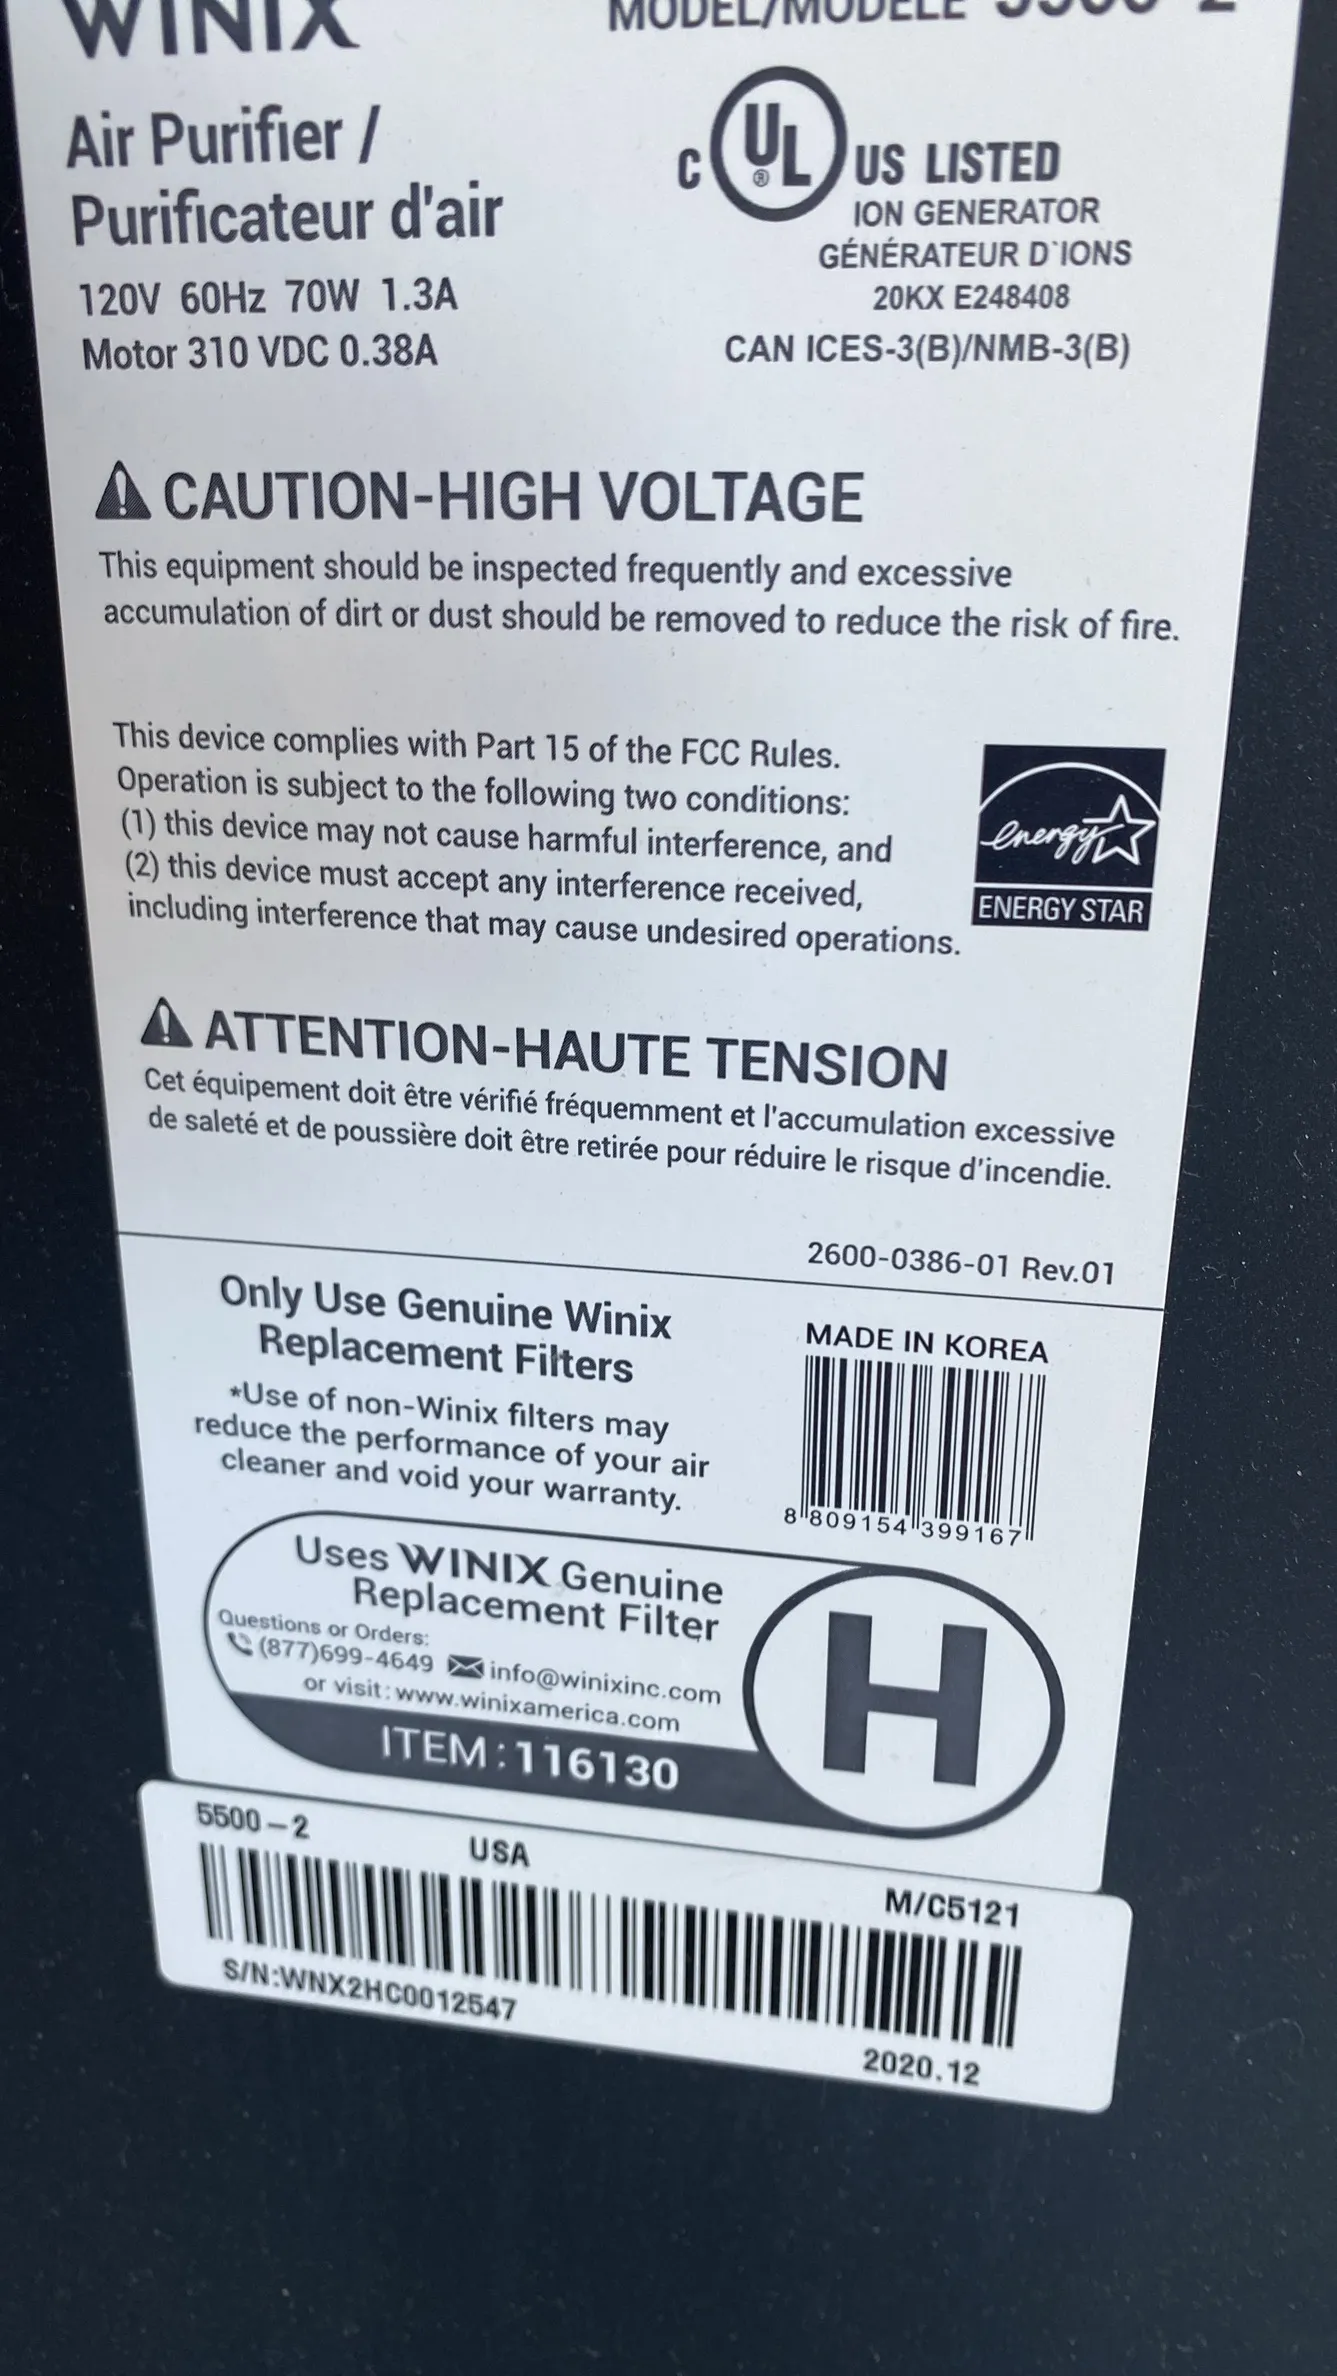 WINIX
MODEL/MODÈLE 5500-2
Air Purifier /
Purificateur d'air
120V 60Hz 70W 1.3A
Motor 310 VDC 0.38A
C UL® US LISTED
ION GENERATOR
GÉNÉRATEUR D`IONS
20KX E248408
CAN ICES-3(B)/NMB-3(B)
CAUTION-HIGH VOLTAGE
This equipment should be inspected frequently and excessive
accumulation of dirt or dust should be removed to reduce the risk of fire.
This device complies with Part 15 of the FCC Rules.
Operation is subject to the following two conditions:
(1) this device may not cause harmful interference, and
(2) this device must accept any interference received,
including interference that may cause undesired operations.
energy
ENERGY STAR
ATTENTION-HAUTE TENSION
Cet équipement doit être vérifié fréquemment et l'accumulation excessive
de saleté et de poussière doit être retirée pour réduire le risque d'incendie.
2600-0386-01 Rev.01
Only Use Genuine Winix
Replacement Filters
*Use of non-Winix filters may
reduce the performance of your air
cleaner and void your warranty.
MADE IN KOREA
8 809154 399167
Uses WINIX Genuine
Replacement Filter
Questions or Orders:
(877)699-4649 info@winixinc.com
or visit: www.winixamerica.com
ITEM : 116130
H
5500-2
USA
M/C5121
S/N:WNX2HC0012547
2020.12